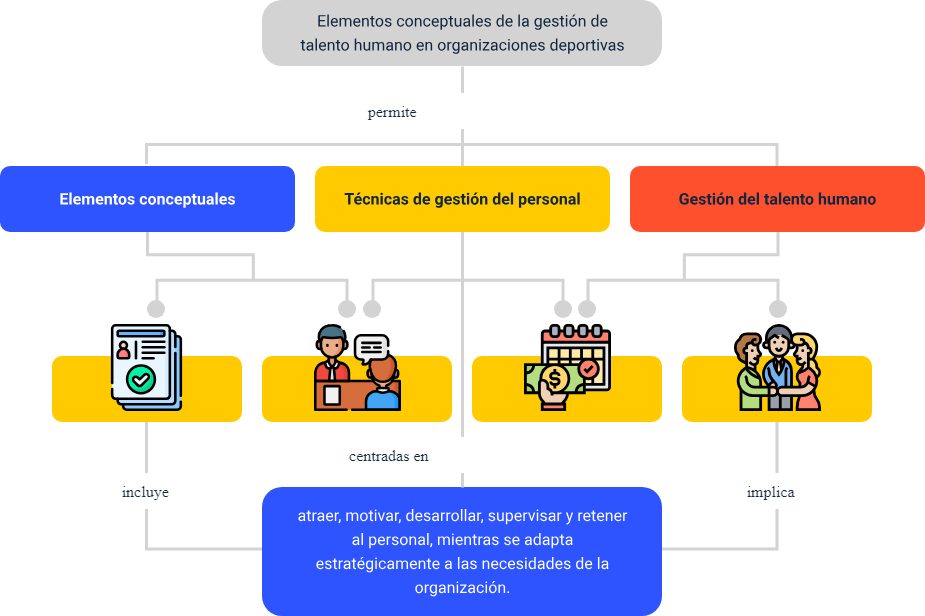 Elementos conceptuales de la gestión de
talento humano en organizaciones deportivas
permite
Elementos conceptuales
Técnicas de gestión del personal
Gestión del talento humano
centradas en
incluye
implica
atraer, motivar, desarrollar, supervisar y retener
al personal, mientras se adapta
estratégicamente a las necesidades de la
organización.